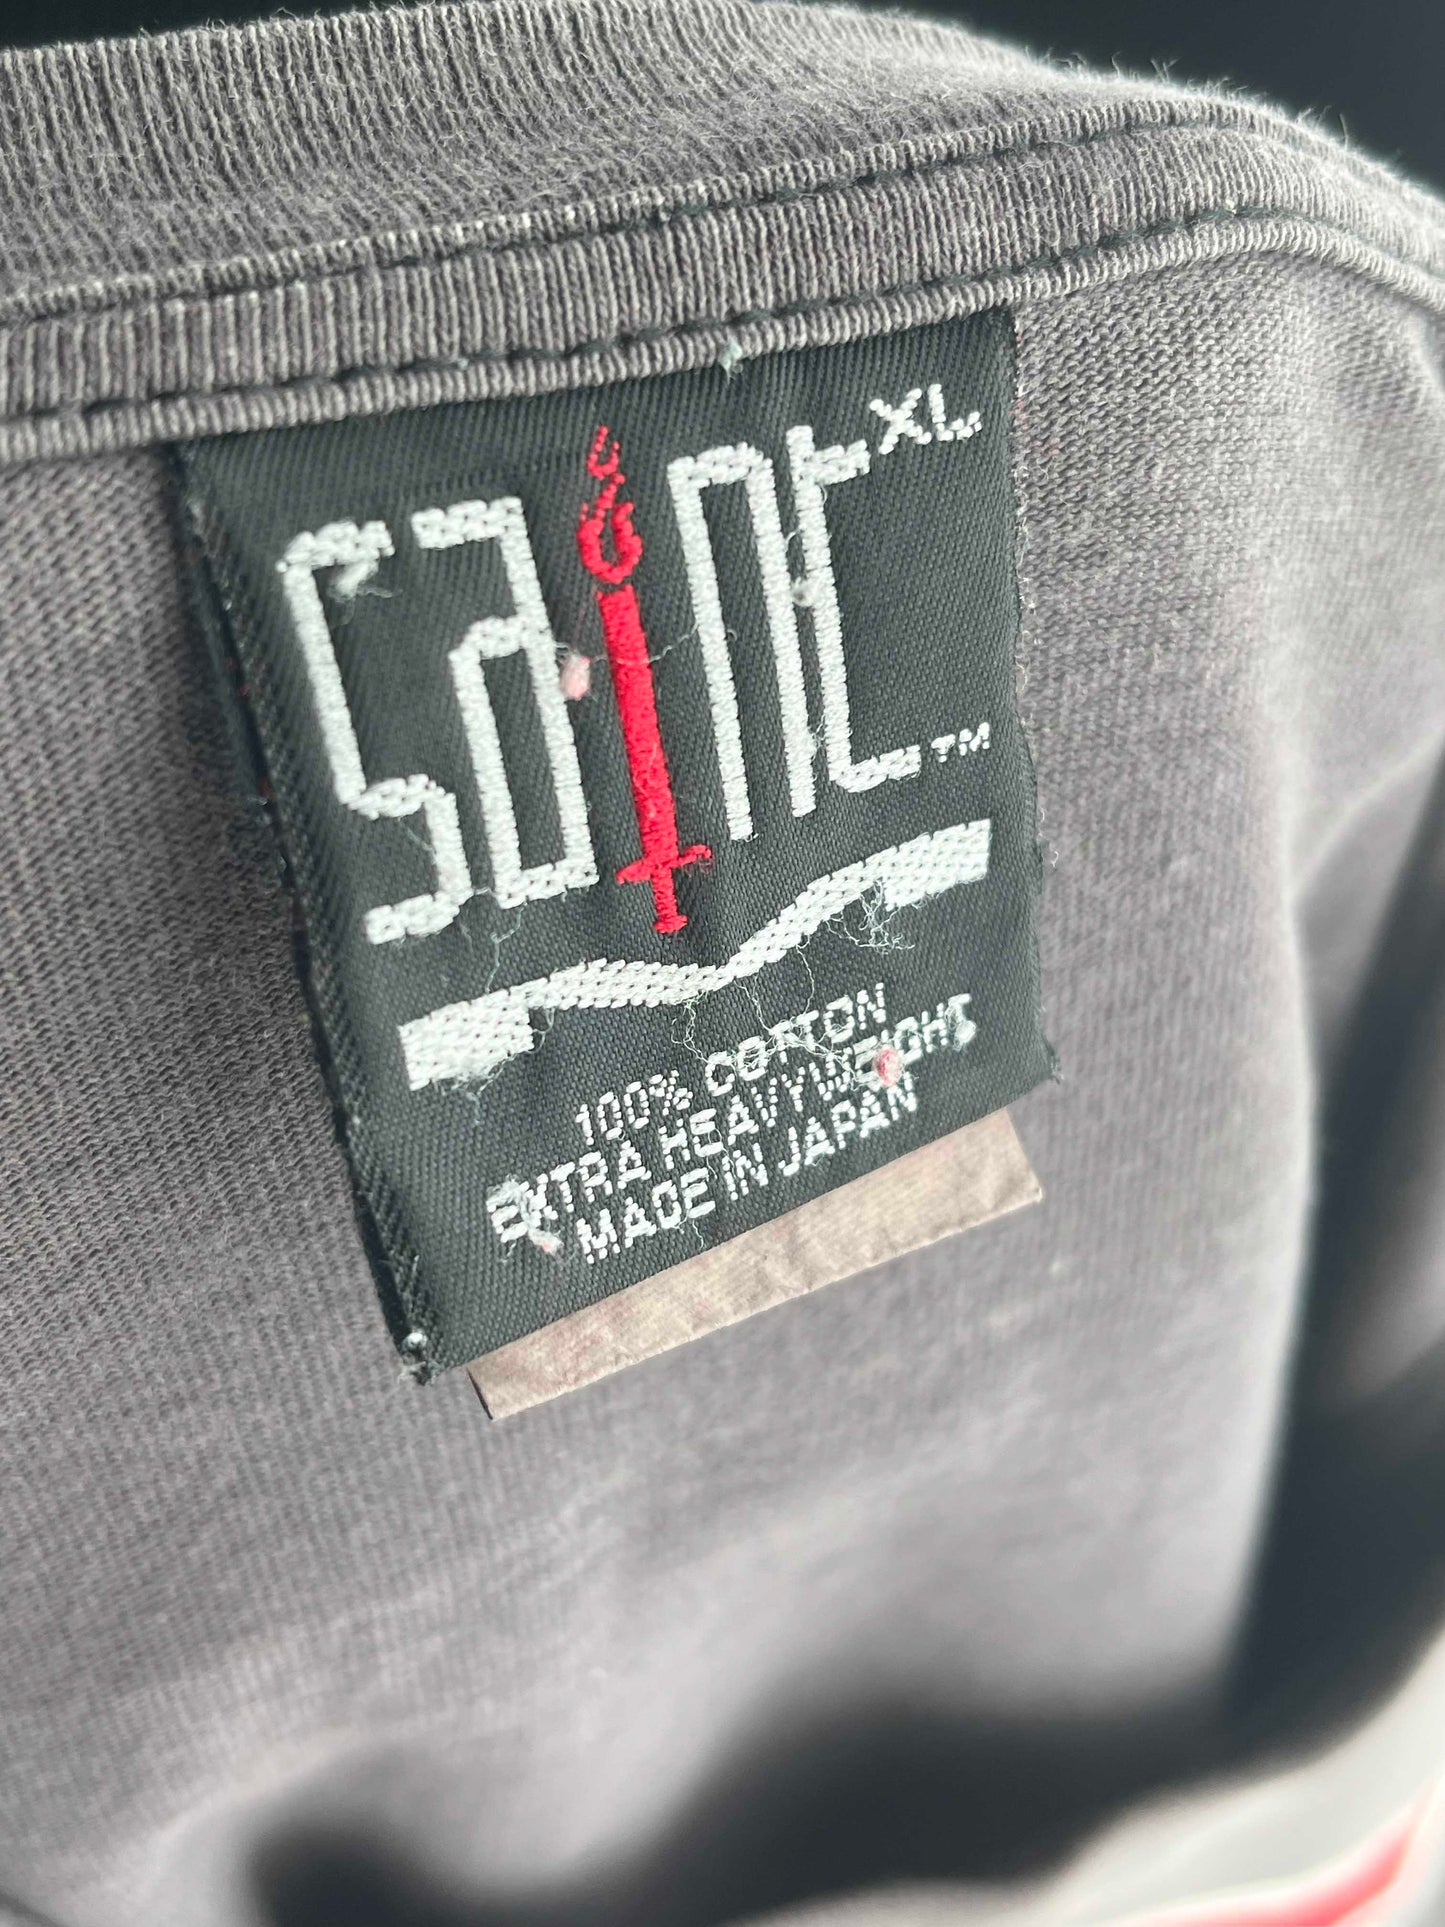 SaiNt XL
TM
100% COTTON
EXTRA HEAVYWEIGHT
MADE IN JAPAN